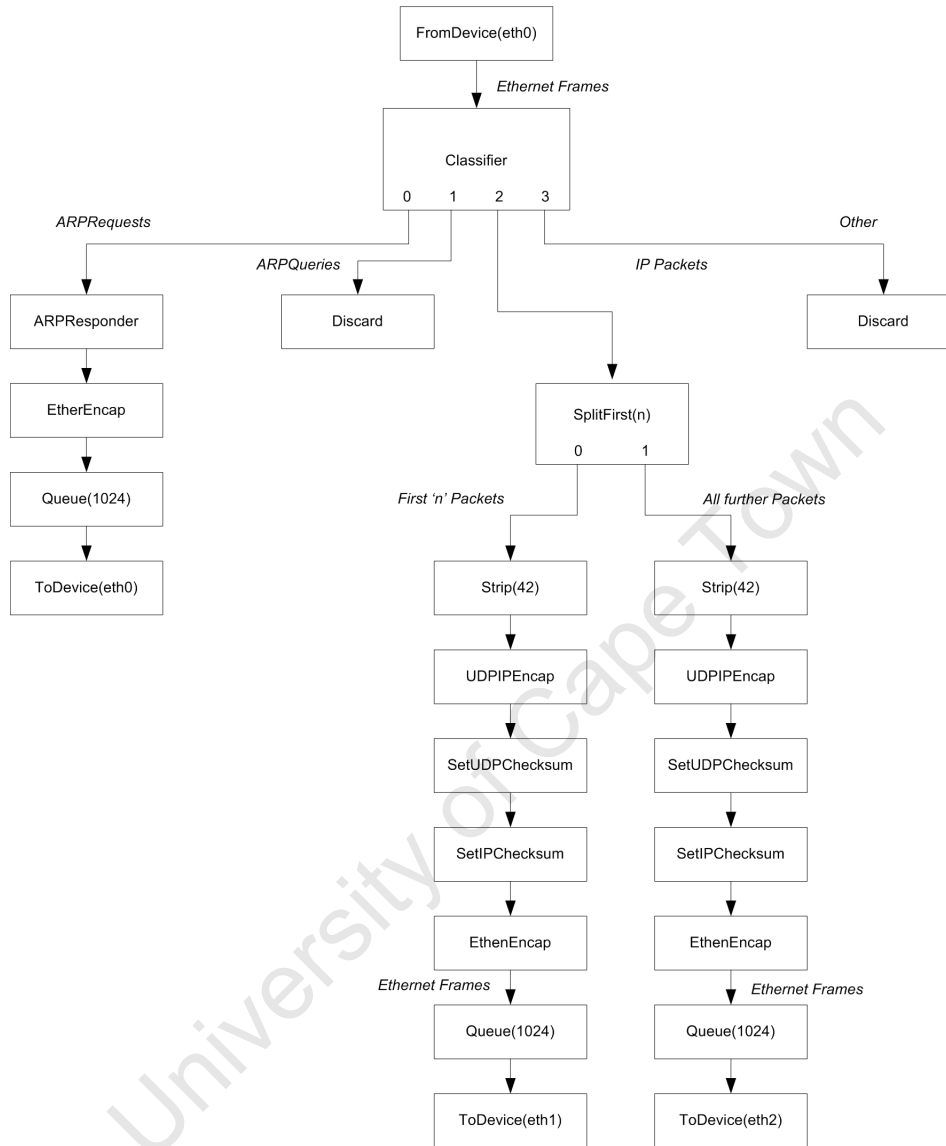 FromDevice(eth0)
Ethernet Frames
Classifier
0 1 2 3
ARPRequests
Other
ARPQueries
IP Packets
ARPResponder
Discard
Discard
EtherEncap
SplitFirst(n)
0 1
Queue(1024)
First ‘n’ Packets
All further Packets
ToDevice(eth0)
Strip(42)
Strip(42)
UDPIPEncap
UDPIPEncap
SetUDPChecksum
SetUDPChecksum
SetIPChecksum
SetIPChecksum
EthenEncap
EthenEncap
Ethernet Frames
Ethernet Frames
Queue(1024)
Queue(1024)
ToDevice(eth1)
ToDevice(eth2)
University of Cape Town